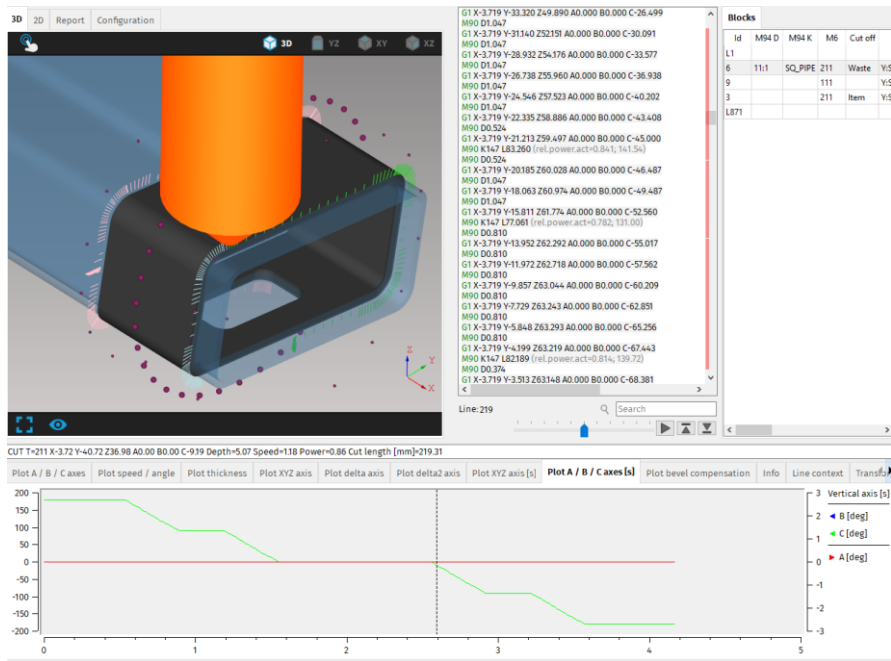 3D 2D Report Configuration
3D YZ XY XZ
Z
Y
X
G1 X-3.719 Y-33.320 Z49.890 A0.000 B0.000 C-26.499
M90 D1.047
G1 X-3.719 Y-31.140 Z52.151 A0.000 B0.000 C-30.091
M90 D1.047
G1 X-3.719 Y-28.932 Z54.176 A0.000 B0.000 C-33.577
M90 D1.047
G1 X-3.719 Y-26.738 Z55.960 A0.000 B0.000 C-36.938
M90 D1.047
G1 X-3.719 Y-24.546 Z57.523 A0.000 B0.000 C-40.202
M90 D1.047
G1 X-3.719 Y-22.335 Z58.886 A0.000 B0.000 C-43.408
M90 D0.524
G1 X-3.719 Y-21.213 Z59.497 A0.000 B0.000 C-45.000
M90 K147 L83.260 (rel.power.act=0.841; 141.54)
M90 D0.524
G1 X-3.719 Y-20.185 Z60.028 A0.000 B0.000 C-46.487
M90 D1.047
G1 X-3.719 Y-18.063 Z60.974 A0.000 B0.000 C-49.487
M90 D1.047
G1 X-3.719 Y-15.811 Z61.774 A0.000 B0.000 C-52.560
M90 K147 L77.061 (rel.power.act=0.782; 131.00)
M90 D0.810
G1 X-3.719 Y-13.952 Z62.292 A0.000 B0.000 C-55.017
M90 D0.810
G1 X-3.719 Y-11.972 Z62.718 A0.000 B0.000 C-57.562
M90 D0.810
G1 X-3.719 Y-9.857 Z63.044 A0.000 B0.000 C-60.209
M90 D0.810
G1 X-3.719 Y-7.729 Z63.243 A0.000 B0.000 C-62.851
M90 D0.810
G1 X-3.719 Y-5.848 Z63.293 A0.000 B0.000 C-65.256
M90 D0.810
G1 X-3.719 Y-4.199 Z63.219 A0.000 B0.000 C-67.443
M90 K147 L82.189 (rel.power.act=0.814; 139.72)
M90 D0.374
G1 X-3.719 Y-3.513 Z63.148 A0.000 B0.000 C-68.381
Line: 219 Search
Blocks
Id M94 D M94 K M6 Cut off
L1
6 11:1 SQ_PIPE 211 Waste Y:S
9 111 Y:S
3 211 Item Y:S
L871
CUT T=211 X-3.72 Y-40.72 Z36.98 A0.00 B0.00 C-9.19 Depth=5.07 Speed=1.18 Power=0.86 Cut length [mm]=219.31
Plot A / B / C axes Plot speed / angle Plot thickness Plot XYZ axis Plot delta axis Plot delta2 axis Plot XYZ axis [s] Plot A / B / C axes [s] Plot bevel compensation Info Line context
200
150
100
50
0
-50
-100
-150
-200
0 1 2 3 4 5
3
2
1
0
-1
-2
-3
Vertical axis [s]
B [deg]
C [deg]
A [deg]